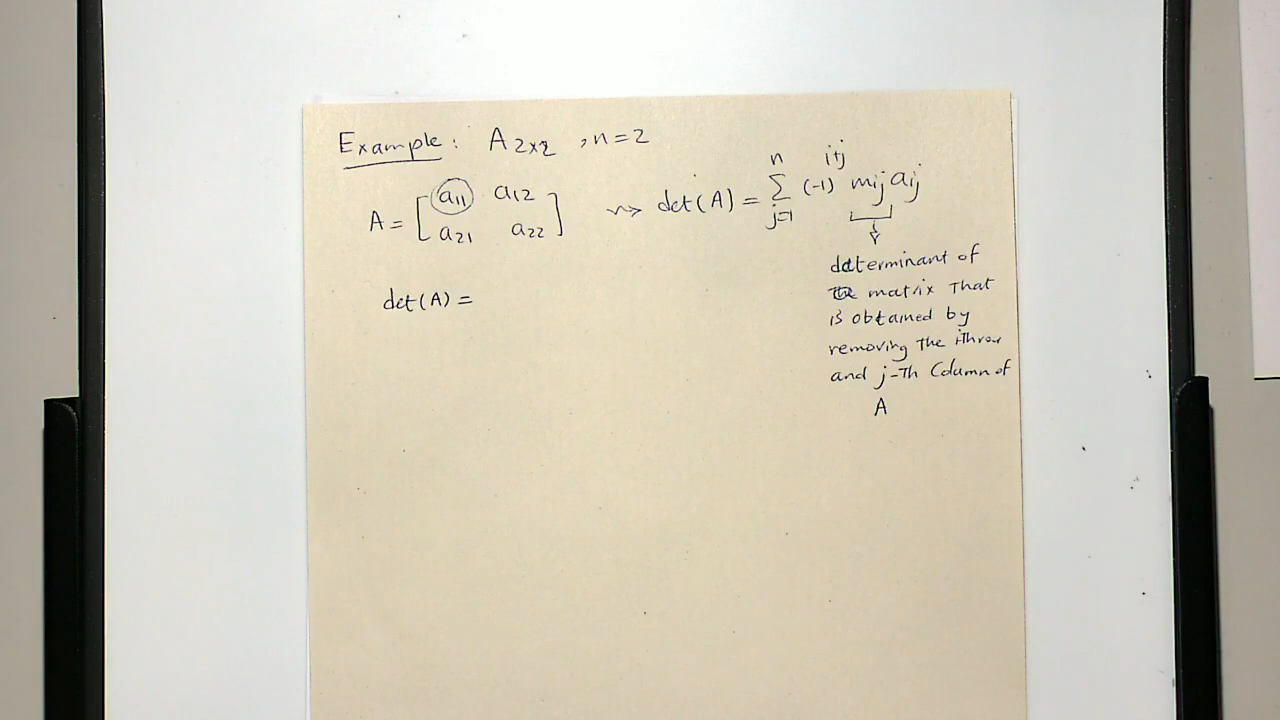 Example: A 2x2 , n=2
A = [ a11 a12
a21 a22 ] ⇝ det(A) = n Σ j=1 (-1) i+j mij aij
determinant of
the matrix that
is obtained by
removing the ith row
and j-Th Column of
A
det(A) =